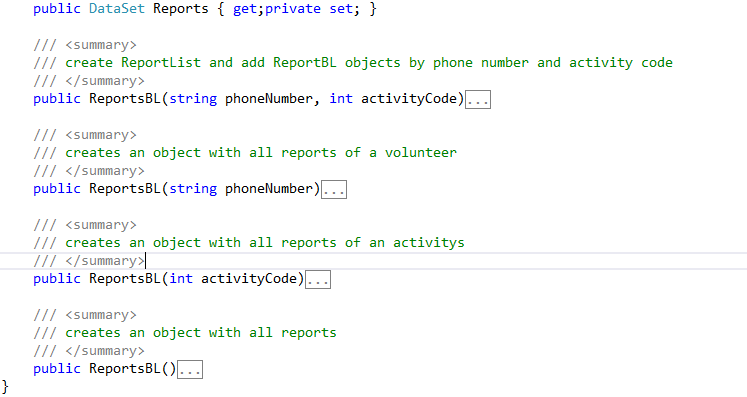 public DataSet Reports { get;private set; }
/// <summary>
/// create ReportList and add ReportBL objects by phone number and activity code
/// </summary>
public ReportsBL(string phoneNumber, int activityCode)...
/// <summary>
/// creates an object with all reports of a volunteer
/// </summary>
public ReportsBL(string phoneNumber)...
/// <summary>
/// creates an object with all reports of an activitys
/// </summary>
public ReportsBL(int activityCode)...
/// <summary>
/// creates an object with all reports
/// </summary>
public ReportsBL()...
}